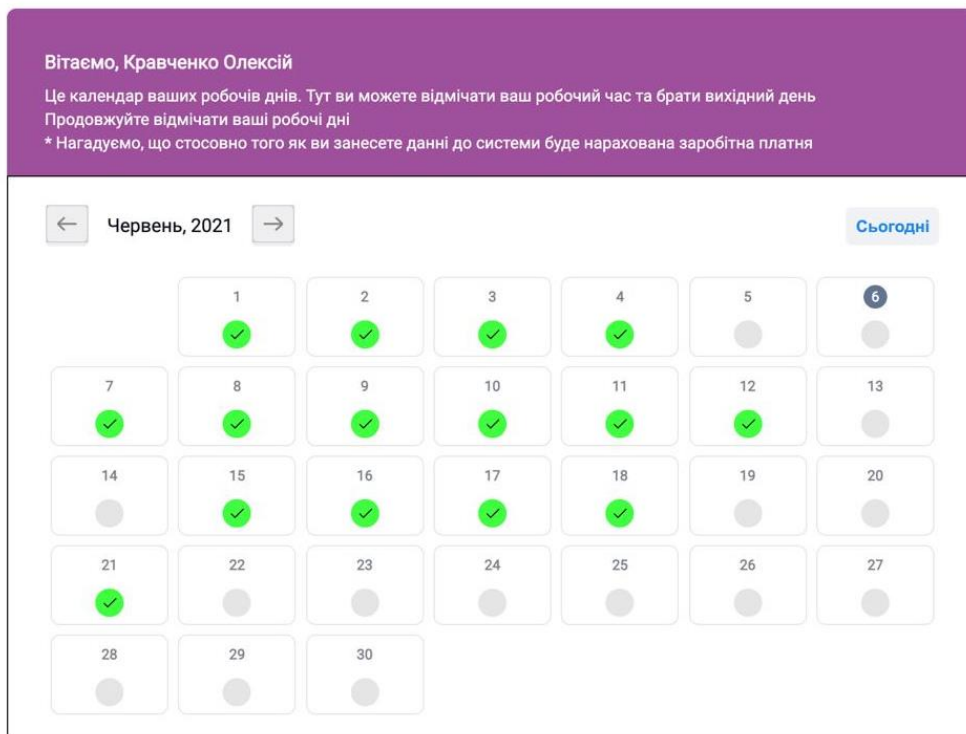 Вітаємо, Кравченко Олексій
Це календар ваших робочів днів. Тут ви можете відмічати ваш робочий час та брати вихідний день
Продовжуйте відмічати ваші робочі дні
* Нагадуємо, що стосовно того як ви занесете данні до системи буде нарахована заробітна платня
Червень, 2021
Сьогодні
1 2 3 4 5 6
7 8 9 10 11 12 13
14 15 16 17 18 19 20
21 22 23 24 25 26 27
28 29 30